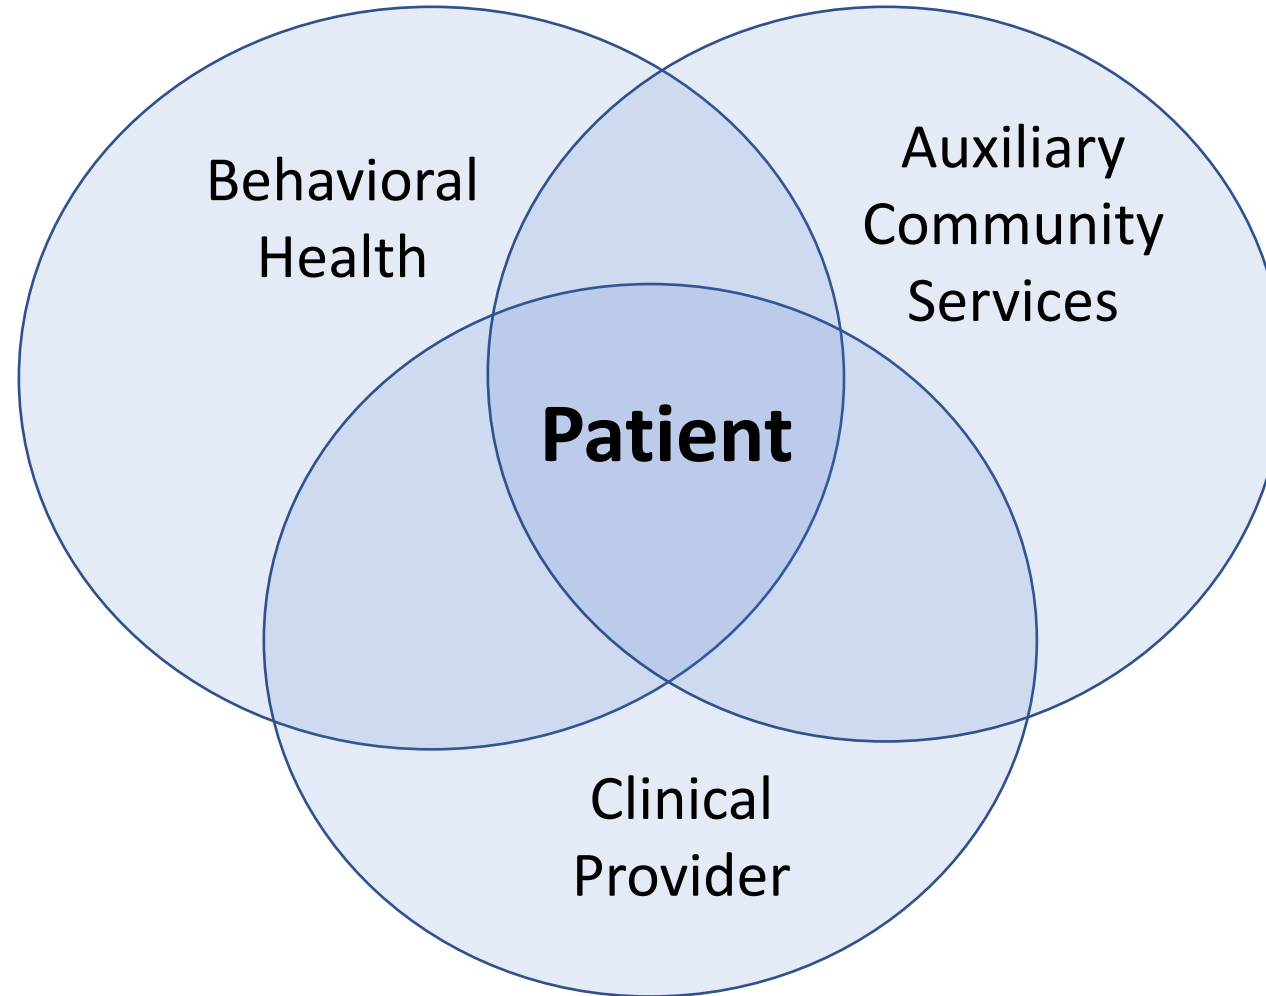 Behavioral
Health
Auxiliary
Community
Services
Patient
Clinical
Provider